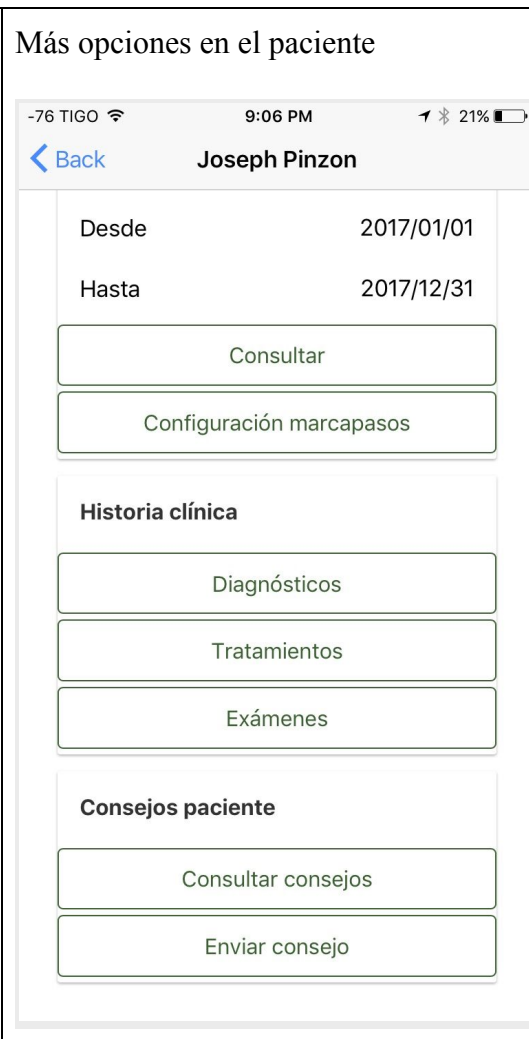 Más opciones en el paciente
-76 TIGO 9:06 PM 21%
Back Joseph Pinzon
Desde 2017/01/01
Hasta 2017/12/31
Consultar
Configuración marcapasos
Historia clínica
Diagnósticos
Tratamientos
Exámenes
Consejos paciente
Consultar consejos
Enviar consejo